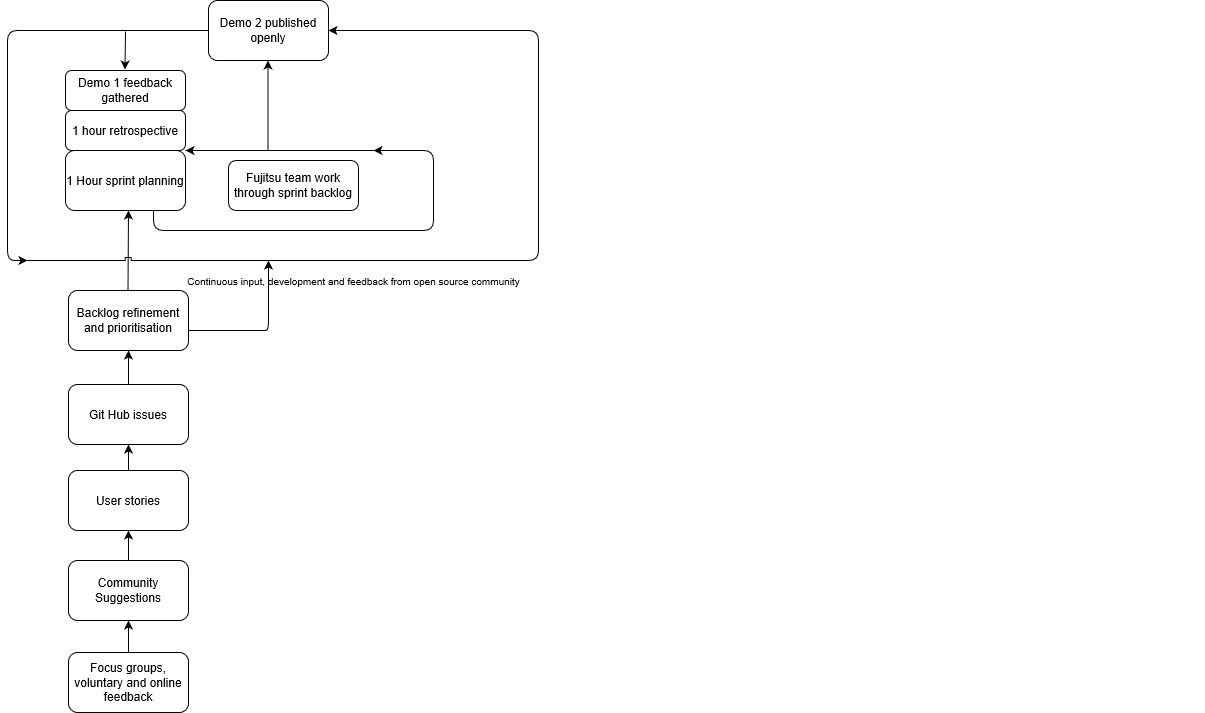 Demo 2 published
openly
Demo 1 feedback
gathered
1 hour retrospective
1 Hour sprint planning
Fujitsu team work
through sprint backlog
Continuous input, development and feedback from open source community
Backlog refinement
and prioritisation
Git Hub issues
User stories
Community
Suggestions
Focus groups,
voluntary and online
feedback